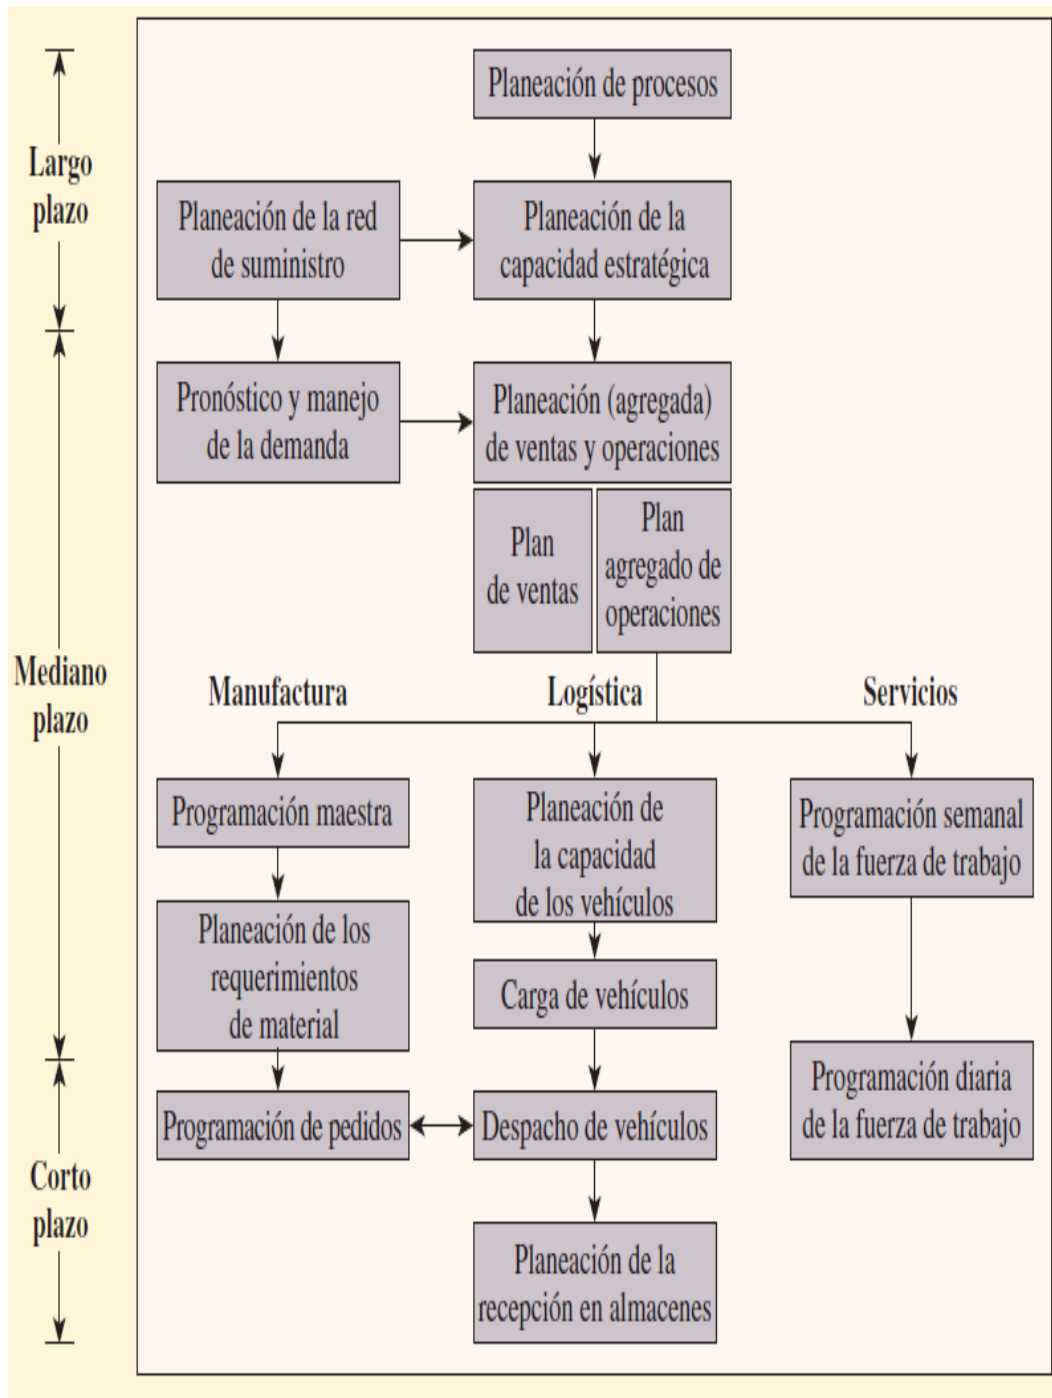 Planeación de procesos
Largo
plazo
Planeación de la red
de suministro
Planeación de la
capacidad estratégica
Pronóstico y manejo
de la demanda
Planeación (agregada)
de ventas y operaciones
Plan
de ventas
Plan
agregado de
operaciones
Mediano
plazo
Manufactura
Logística
Servicios
Programación maestra
Planeación de
la capacidad
de los vehículos
Programación semanal
de la fuerza de trabajo
Planeación de los
requerimientos
de material
Carga de vehículos
Programación diaria
de la fuerza de trabajo
Corto
plazo
Programación de pedidos
Despacho de vehículos
Planeación de la
recepción en almacenes